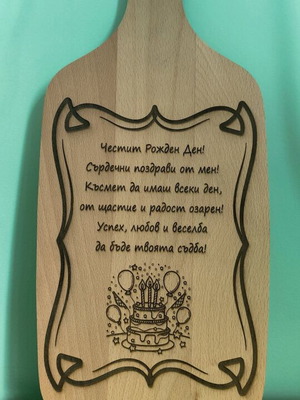 Честит Рожден Ден!
Сърдечни поздрави от мен!
Късмет да имаш всеки ден,
от щастие и радост озарен!
Успех, любов и веселба
да бъде твоята съдба!